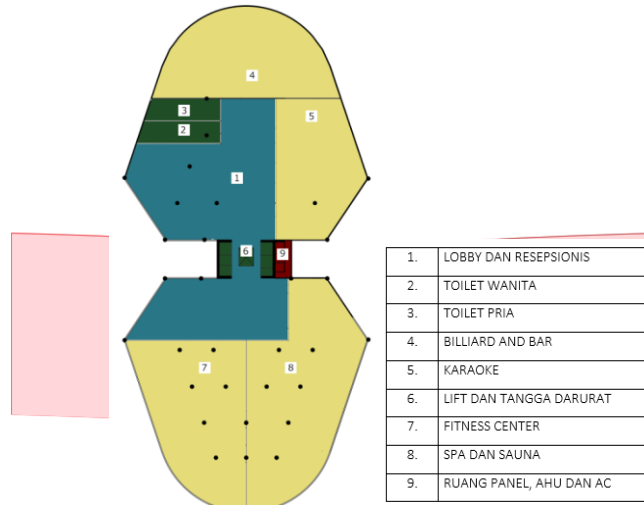 4
3
5
2
1
6
9
7
8
1. LOBBY DAN RESEPSIONIS
2. TOILET WANITA
3. TOILET PRIA
4. BILLIARD AND BAR
5. KARAOKE
6. LIFT DAN TANGGA DARURAT
7. FITNESS CENTER
8. SPA DAN SAUNA
9. RUANG PANEL, AHU DAN AC